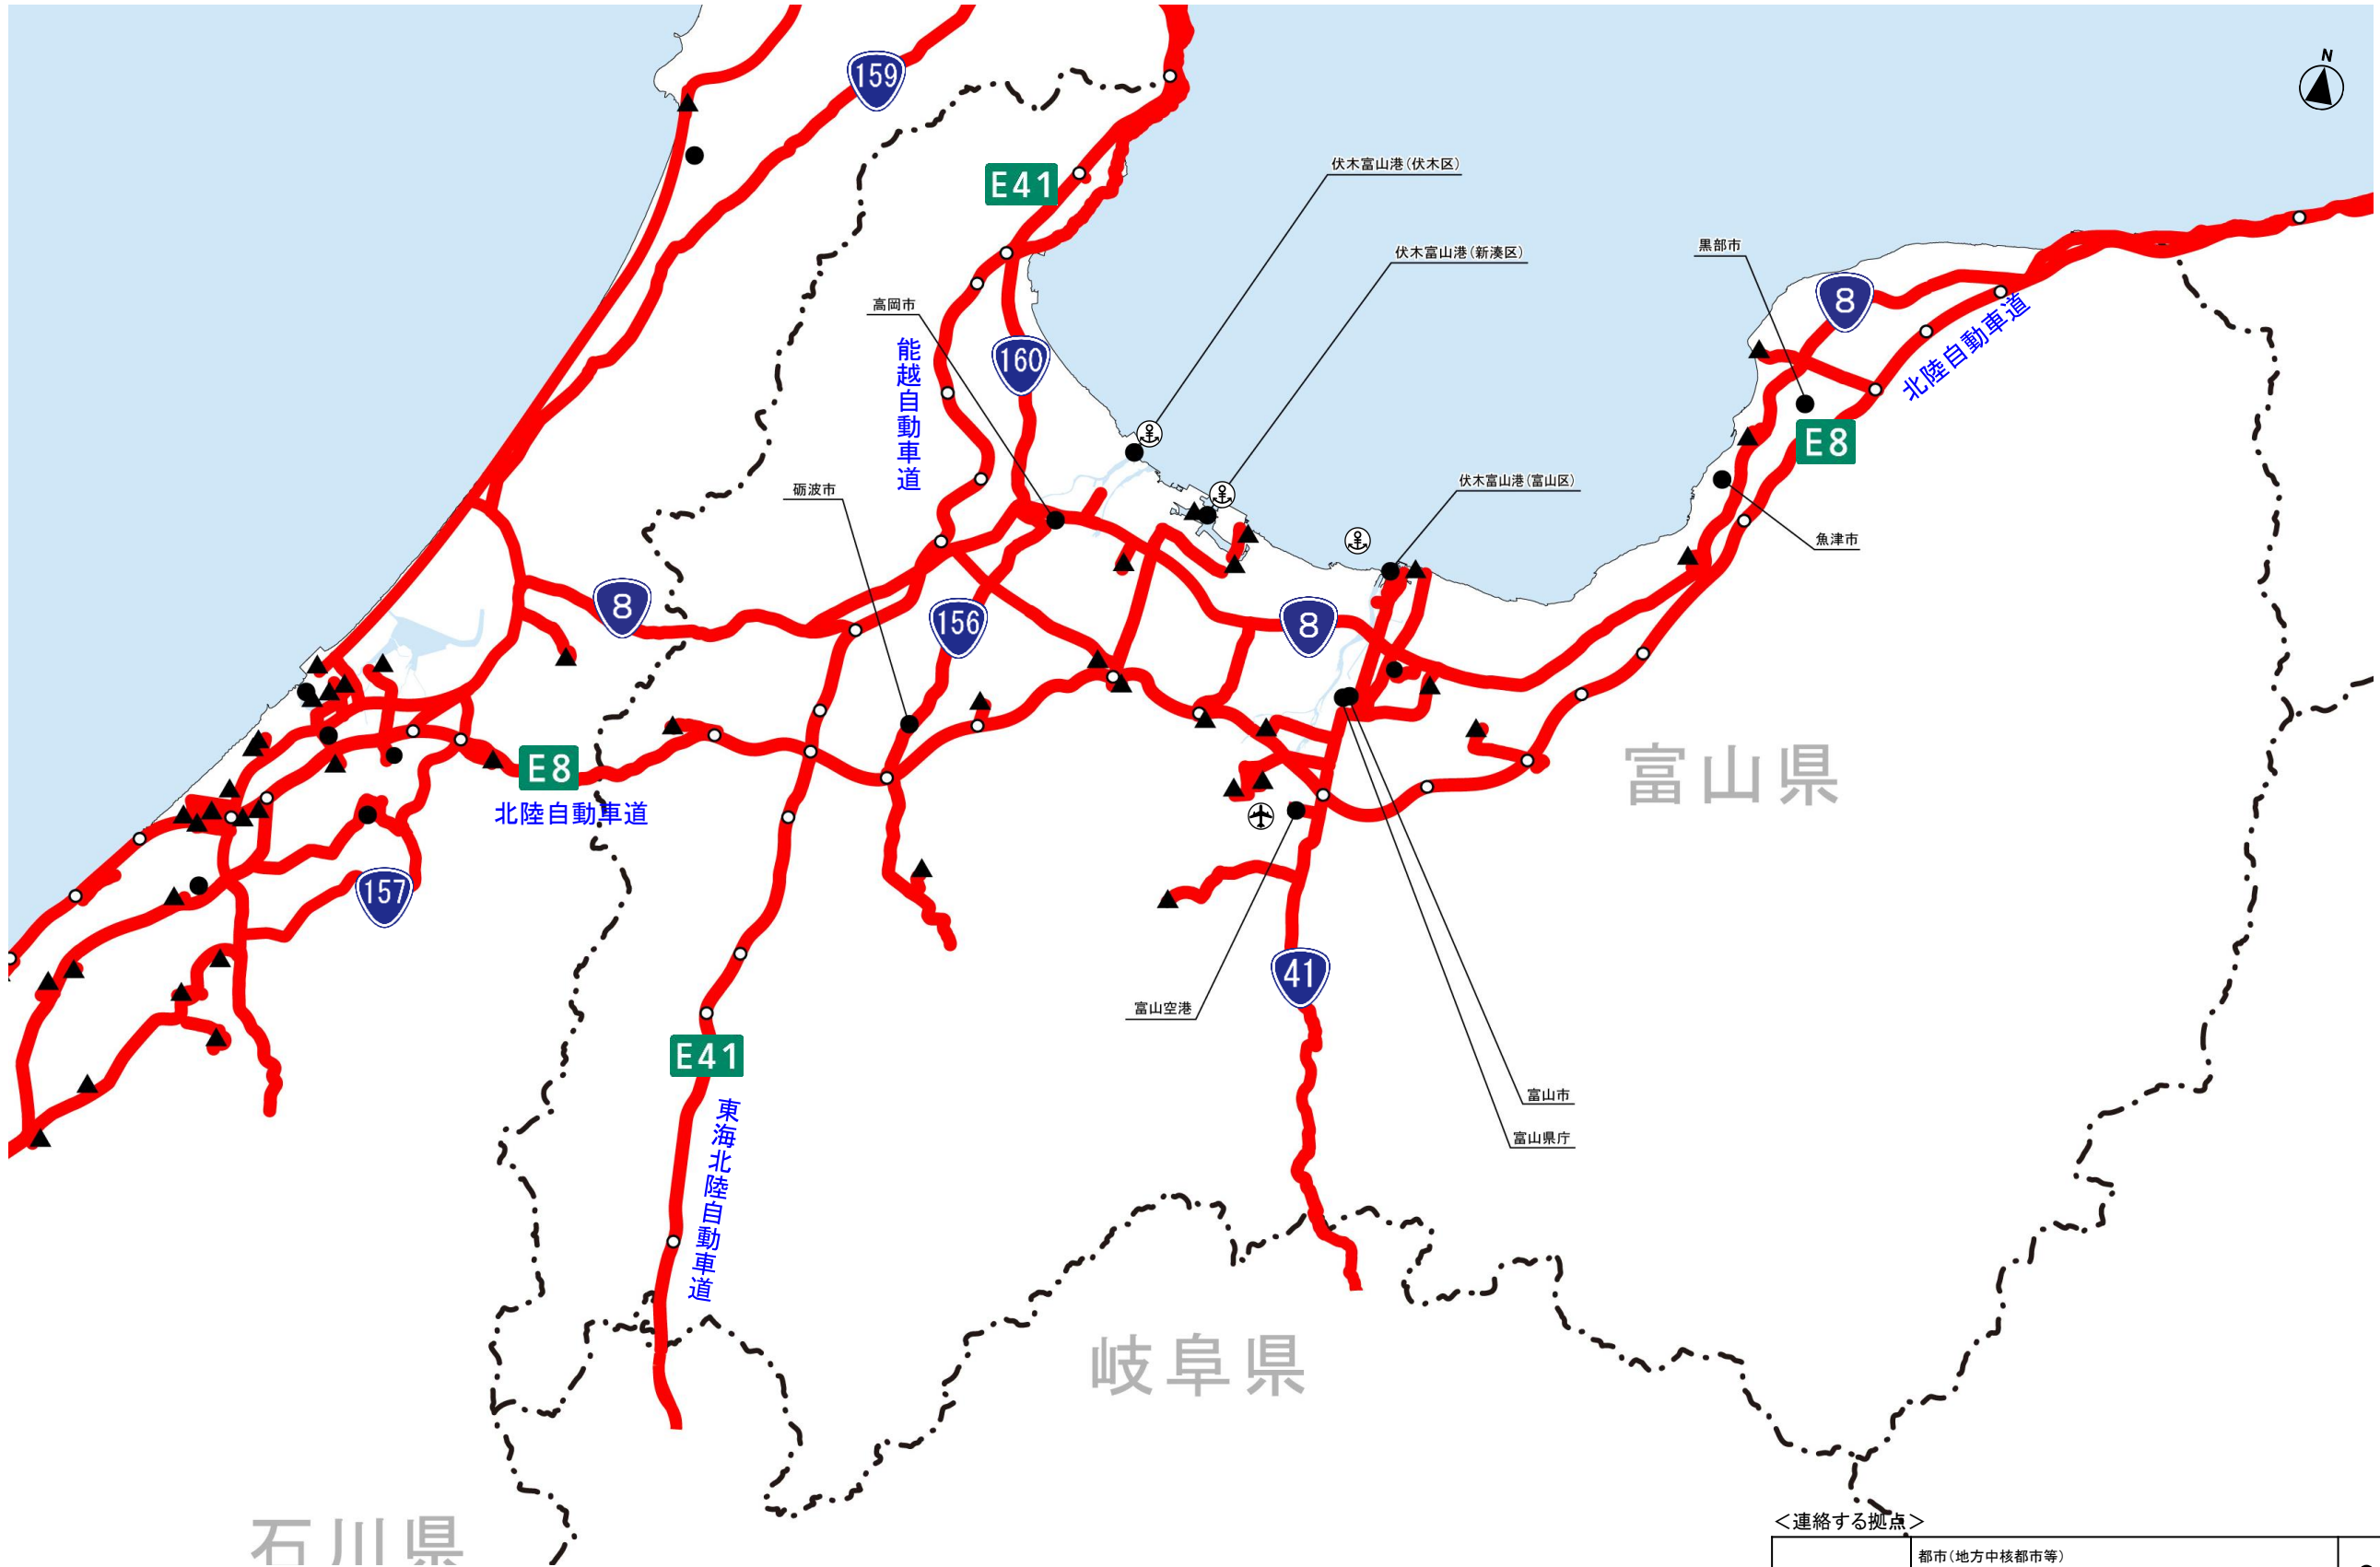 N
159
伏木富山港(伏木区)
E41
伏木富山港(新湊区)
黒部市
8
高岡市
北陸自動車道
能越自動車道
160
E8
伏木富山港(富山区)
砺波市
魚津市
8
156
8
富山県
E8
北陸自動車道
157
41
富山空港
E41
東海北陸自動車道
富山市
富山県庁
岐阜県
石川県
<連絡する拠点>
都市(地方中核都市等)